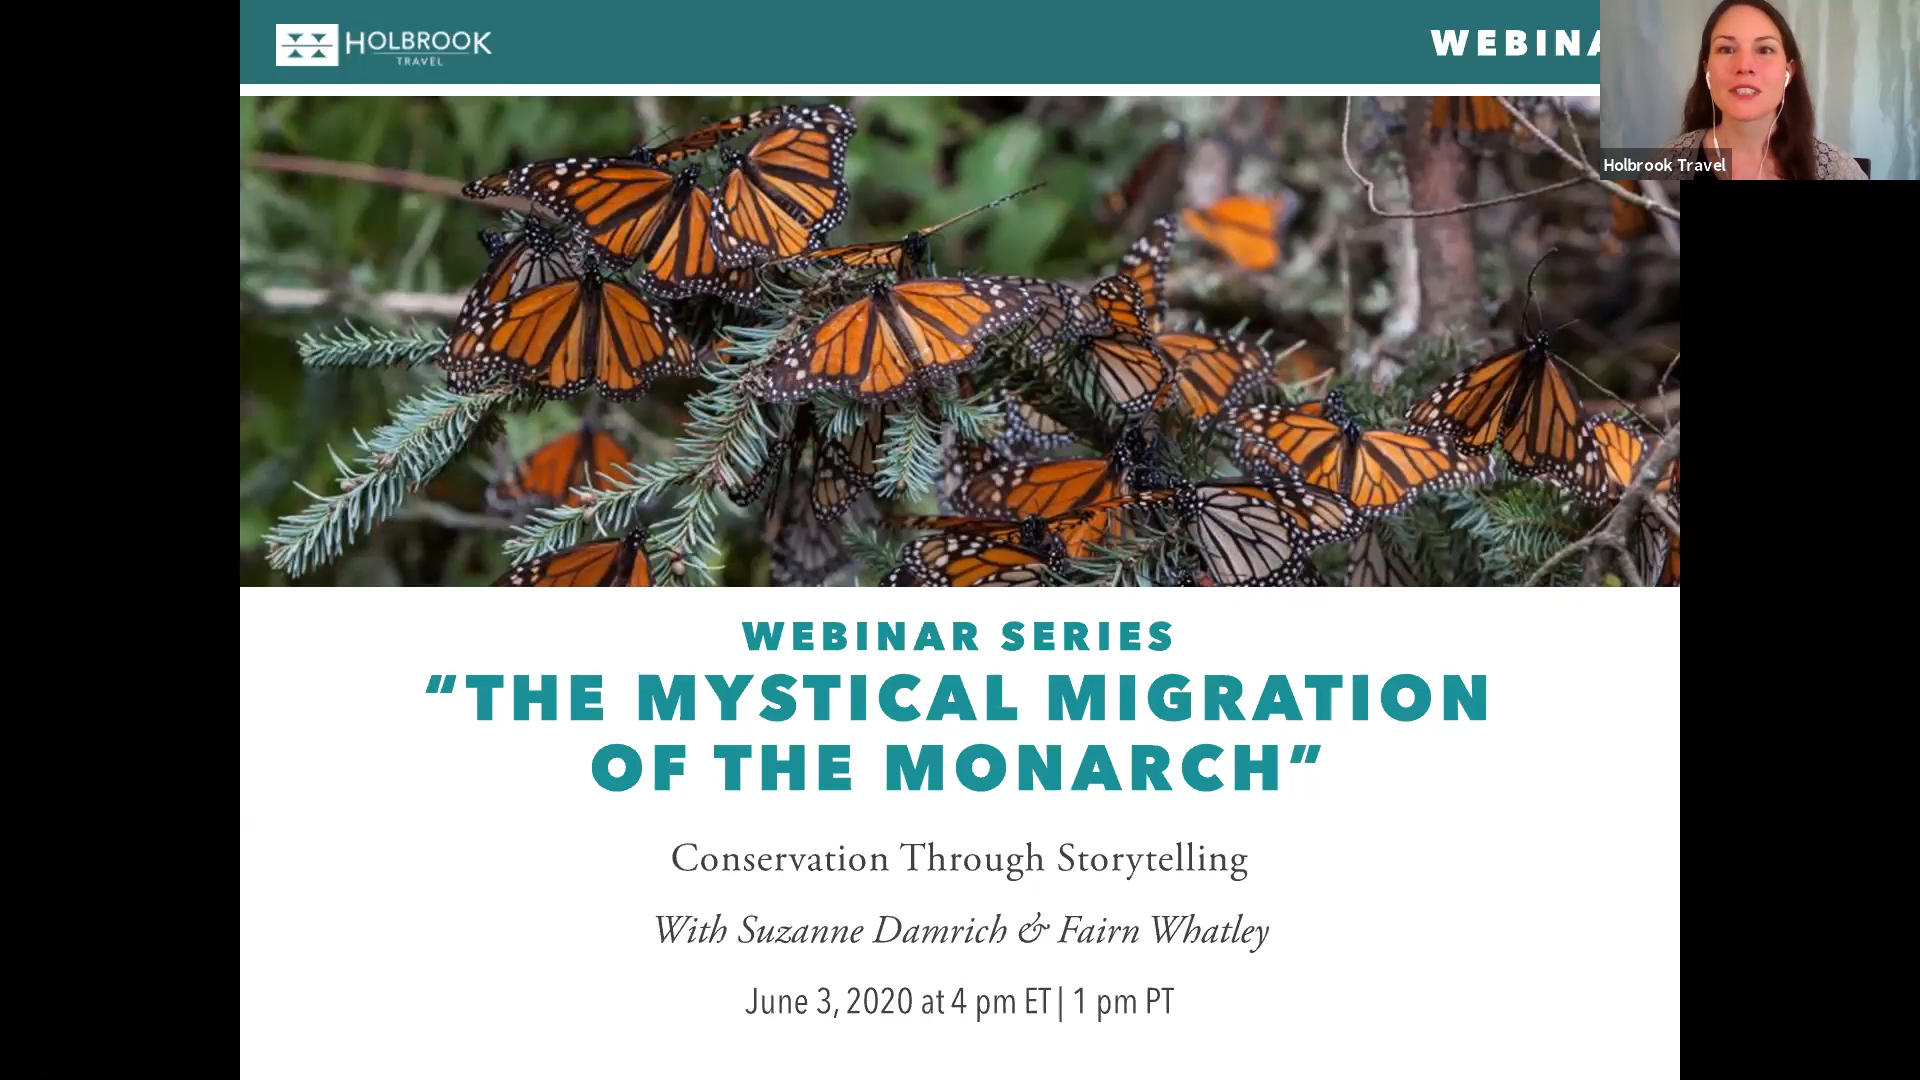 HOLBROOK
TRAVEL
WEBINA
Holbrook Travel
WEBINAR SERIES
“THE MYSTICAL MIGRATION
OF THE MONARCH”
Conservation Through Storytelling
With Suzanne Damrich & Fairn Whatley
June 3, 2020 at 4 pm ET| 1 pm PT